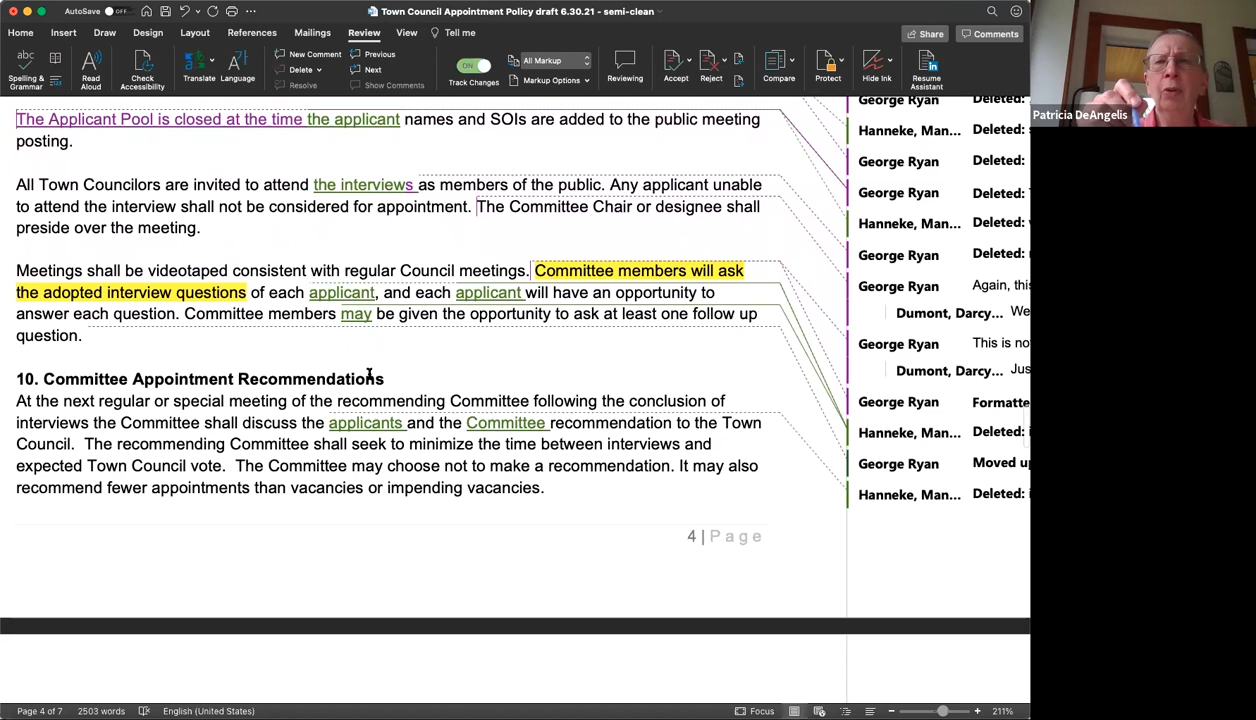 AutoSave OFF Town Council Appointment Policy draft 6.30.21 - semi-clean
Home Insert Draw Design Layout References Mailings Review View Tell me Share Comments
abc Spelling & Grammar
Read Aloud
Check Accessibility
Translate Language
New Comment
Delete
Resolve
Previous
Next
Show Comments
ON Track Changes
All Markup
Markup Options
Reviewing
Accept Reject
Compare
Protect
Hide Ink
Resume Assistant
The Applicant Pool is closed at the time the applicant names and SOIs are added to the public meeting
posting.
All Town Councilors are invited to attend the interviews as members of the public. Any applicant unable
to attend the interview shall not be considered for appointment. The Committee Chair or designee shall
preside over the meeting.
Meetings shall be videotaped consistent with regular Council meetings. Committee members will ask
the adopted interview questions of each applicant, and each applicant will have an opportunity to
answer each question. Committee members may be given the opportunity to ask at least one follow up
question.
10. Committee Appointment Recommendations
At the next regular or special meeting of the recommending Committee following the conclusion of
interviews the Committee shall discuss the applicants and the Committee recommendation to the Town
Council. The recommending Committee shall seek to minimize the time between interviews and
expected Town Council vote. The Committee may choose not to make a recommendation. It may also
recommend fewer appointments than vacancies or impending vacancies.
4 | Page
George Ryan Deleted:
Hanneke, Man... Deleted: s
George Ryan Deleted:
George Ryan Deleted:
Hanneke, Man... Deleted:
George Ryan Deleted:
George Ryan Again, this
Dumont, Darcy... We
George Ryan This is no
Dumont, Darcy... Jus
George Ryan Formatte
Hanneke, Man... Deleted: i
George Ryan Moved up
Hanneke, Man... Deleted: i
Patricia DeAngelis
Page 4 of 7 2503 words English (United States) Focus 211%